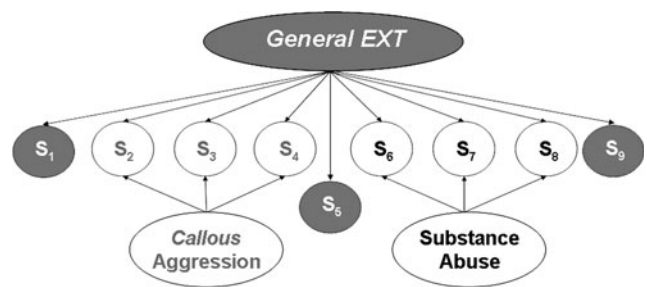 General EXT
S₁ S₂ S₃ S₄ S₆ S₇ S₈ S₉
S₅
Callous
Aggression
Substance
Abuse